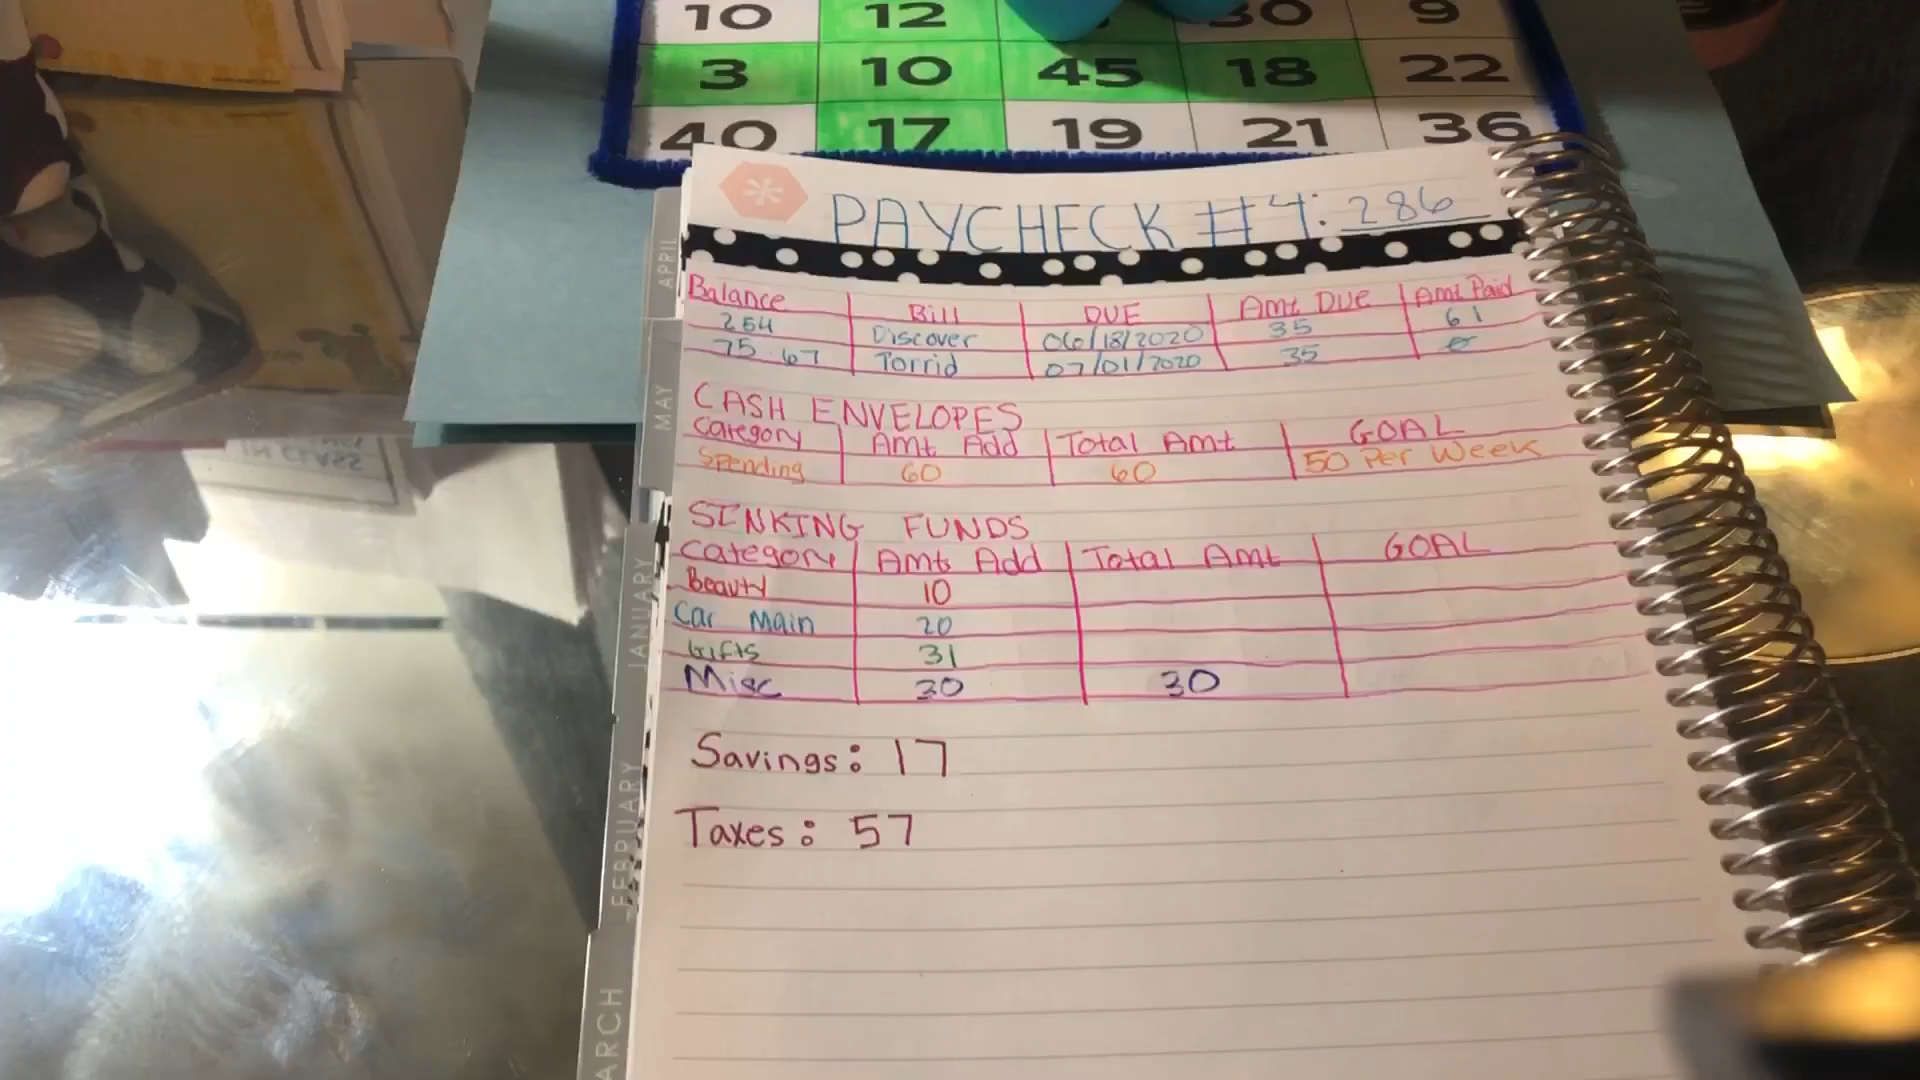 10 12 30 9
3 10 45 18 22
40 17 19 21 36
PAYCHECK #4: 286
Balance Bill DUE Amt Due Amt Paid
254 Discover 06/18/2020 35 61
75.67 Torrid 07/01/2020 35
CASH ENVELOPES
Category Amt Add Total Amt GOAL
Spending 60 60 50 Per Week
SINKING FUNDS
Category Amt Add Total Amt GOAL
Beauty 10
Car Main 20
Gifts 31
Misc 30 30
Savings: 17
Taxes: 57
APRIL
MAY
JANUARY
FEBRUARY
ARCH
IN CLASS